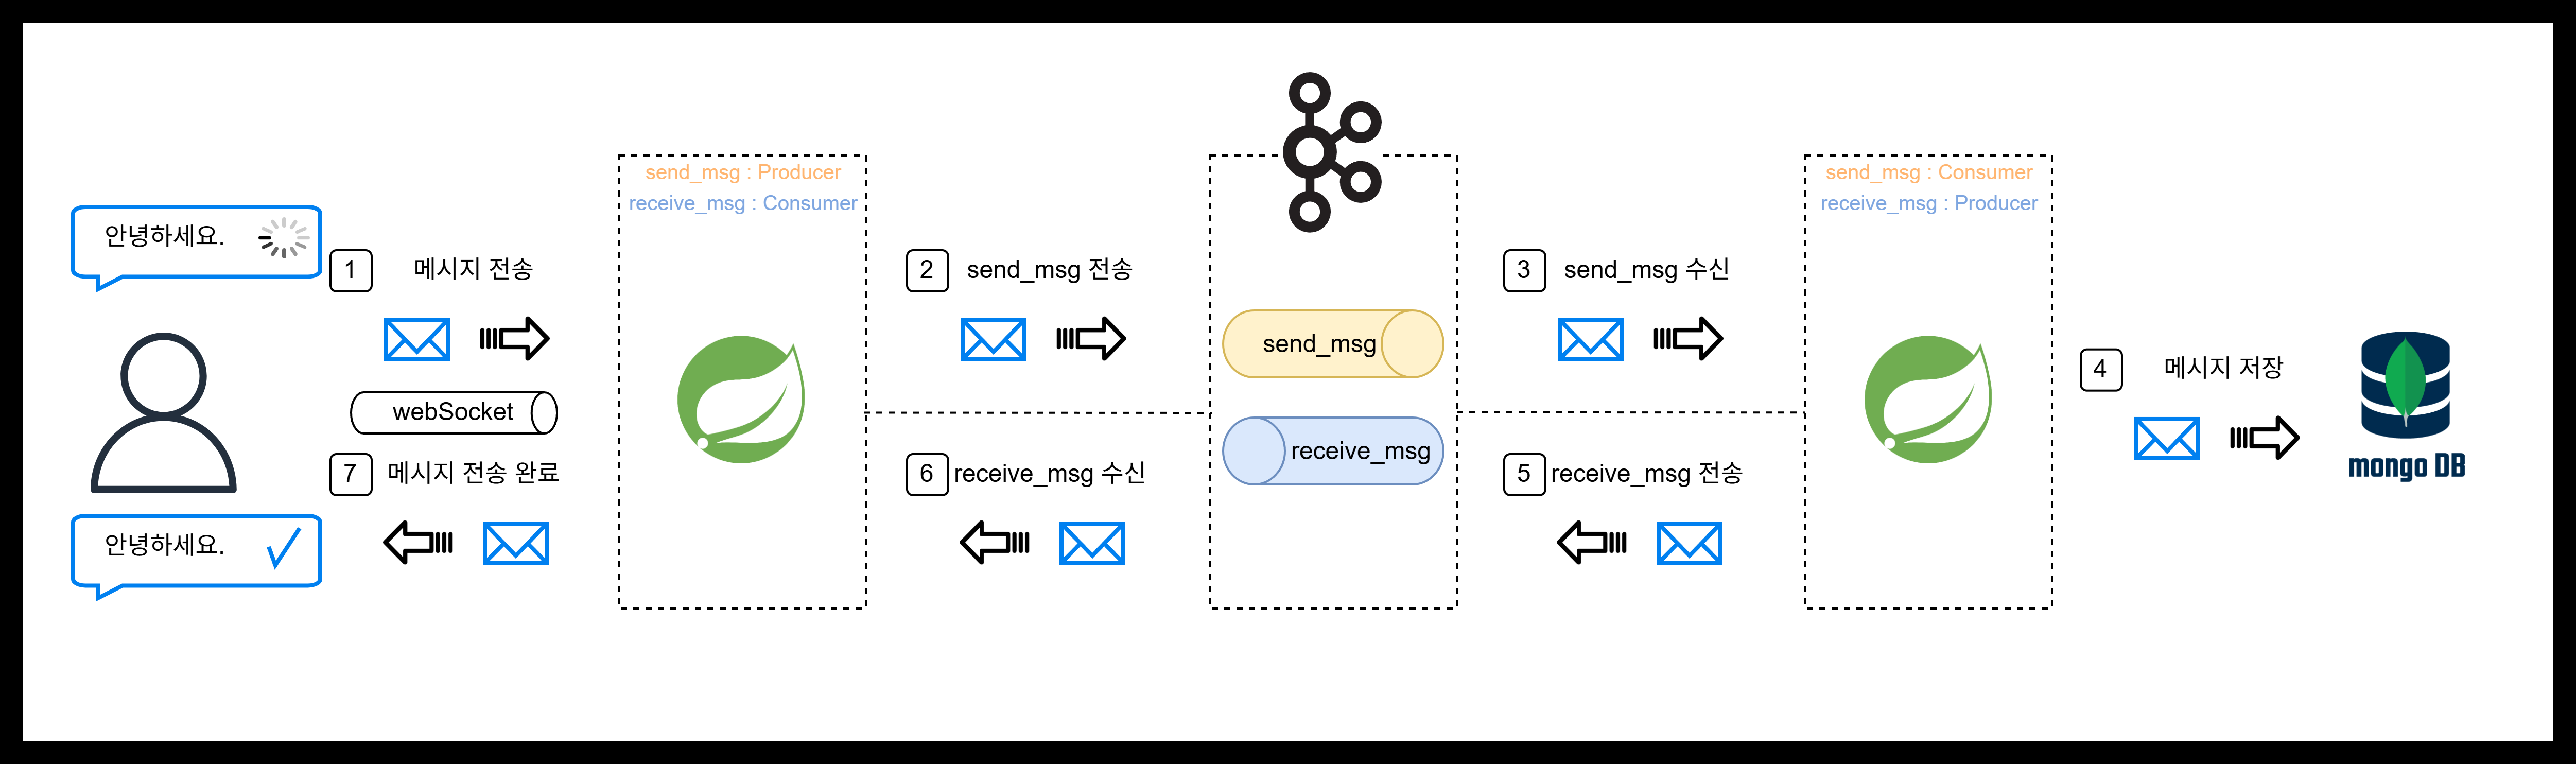 안녕하세요.
1 메시지 전송
webSocket
7 메시지 전송 완료
안녕하세요.
send_msg : Producer
receive_msg : Consumer
2 send_msg 전송
6 receive_msg 수신
send_msg
receive_msg
3 send_msg 수신
5 receive_msg 전송
send_msg : Consumer
receive_msg : Producer
4 메시지 저장
mongo DB